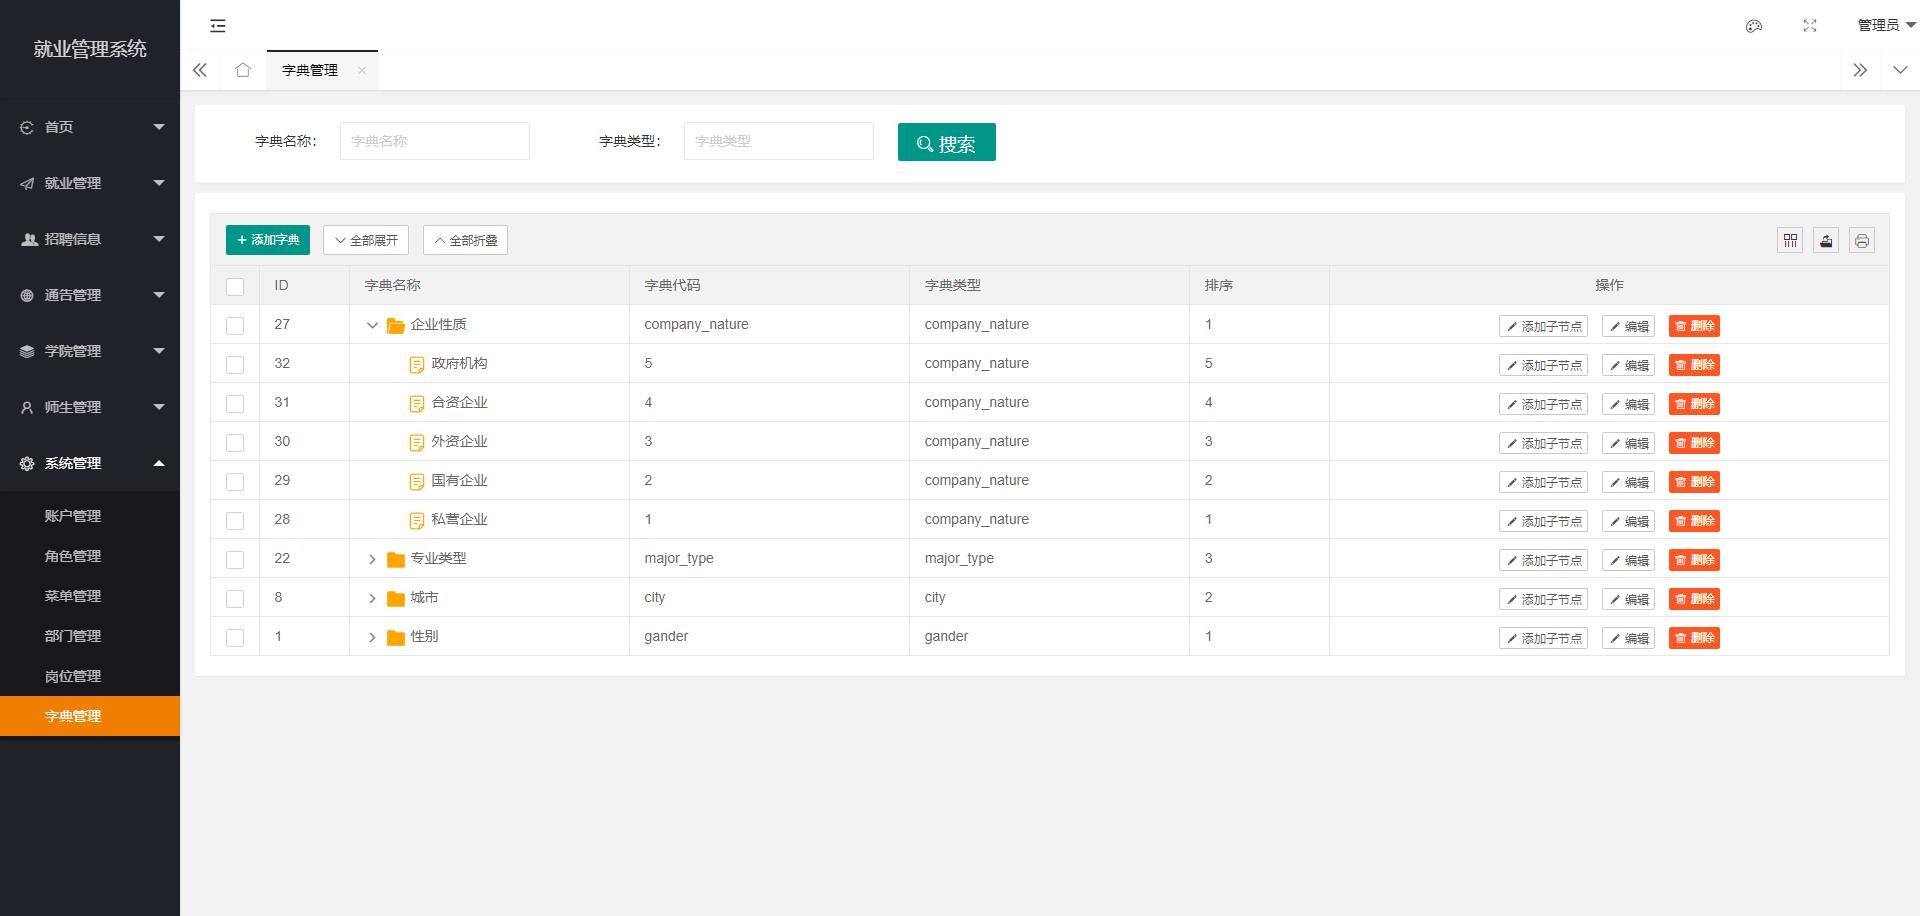 就业管理系统
首页
就业管理
招聘信息
通告管理
学院管理
师生管理
系统管理
账户管理
角色管理
菜单管理
部门管理
岗位管理
字典管理
管理员
字典管理
字典名称： 字典名称 字典类型： 字典类型 搜索
添加字典 全部展开 全部折叠
ID 字典名称 字典代码 字典类型 排序 操作
27 企业性质 company_nature company_nature 1 添加子节点 编辑 删除
32 政府机构 5 company_nature 5 添加子节点 编辑 删除
31 合资企业 4 company_nature 4 添加子节点 编辑 删除
30 外资企业 3 company_nature 3 添加子节点 编辑 删除
29 国有企业 2 company_nature 2 添加子节点 编辑 删除
28 私营企业 1 company_nature 1 添加子节点 编辑 删除
22 专业类型 major_type major_type 3 添加子节点 编辑 删除
8 城市 city city 2 添加子节点 编辑 删除
1 性别 gander gander 1 添加子节点 编辑 删除